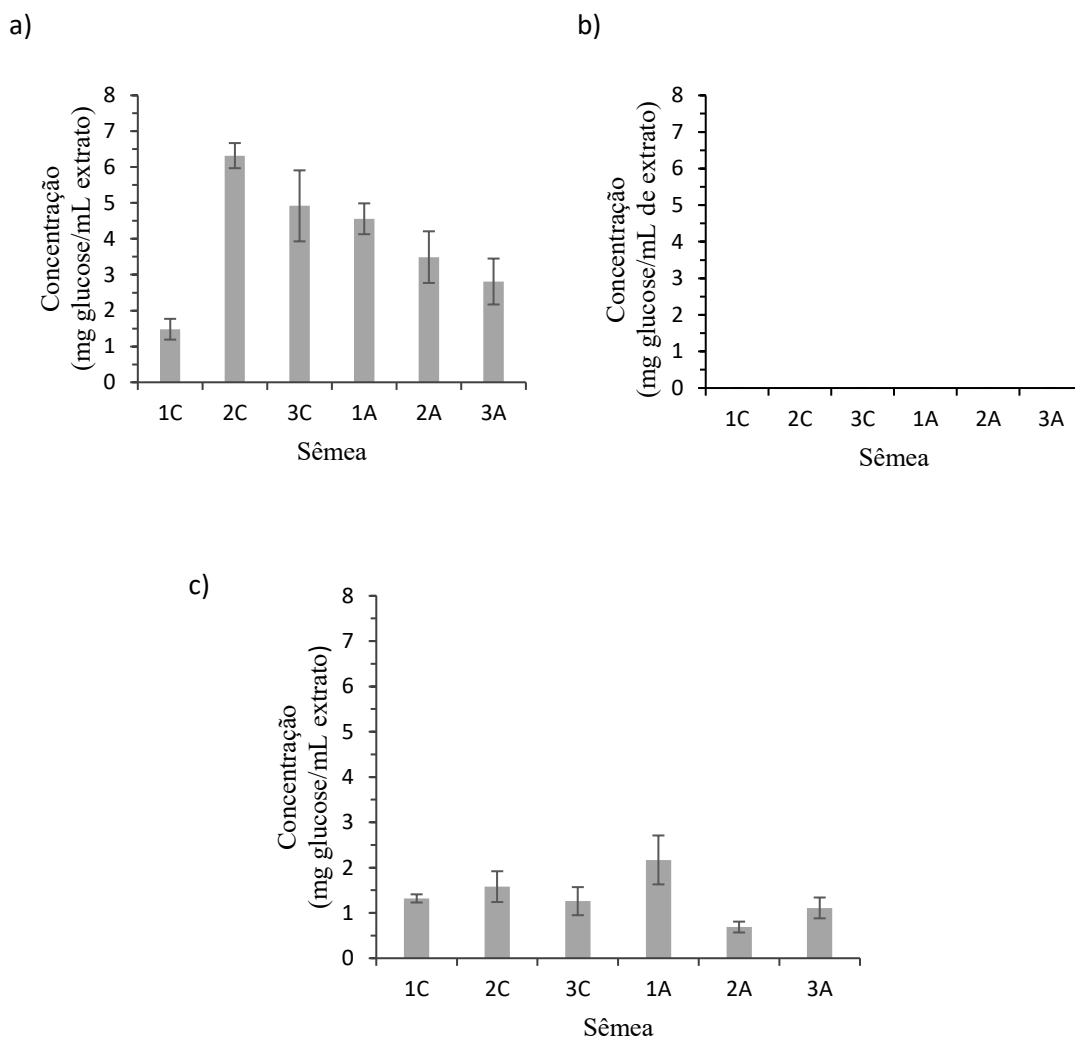 a)
8
7
6
5
4
3
2
1
0
Concentração
(mg glucose/mL extrato)
1C 2C 3C 1A 2A 3A
Sêmea
b)
8
7
6
5
4
3
2
1
0
Concentração
(mg glucose/mL de extrato)
1C 2C 3C 1A 2A 3A
Sêmea
c)
8
7
6
5
4
3
2
1
0
Concentração
(mg glucose/mL extrato)
1C 2C 3C 1A 2A 3A
Sêmea